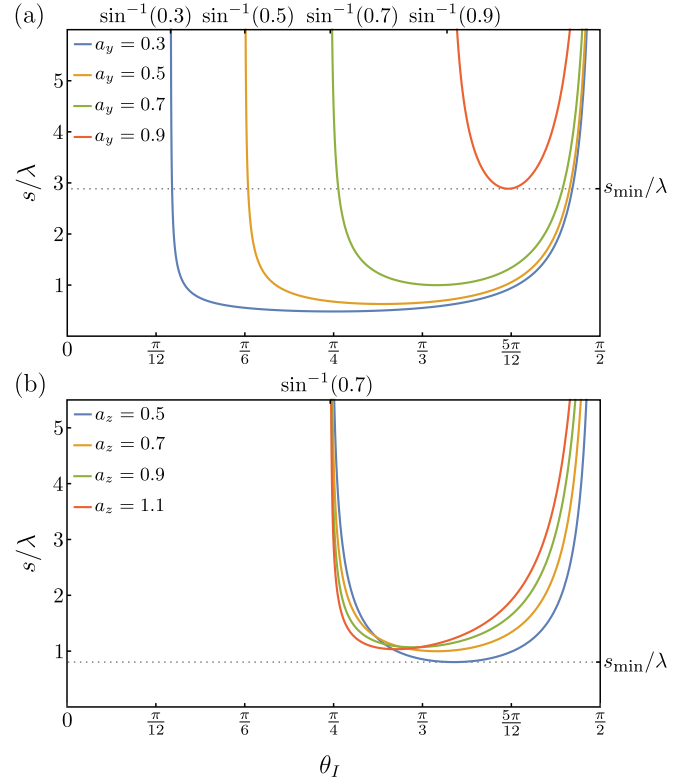 (a) sin⁻¹(0.3) sin⁻¹(0.5) sin⁻¹(0.7) sin⁻¹(0.9)
a_y = 0.3
a_y = 0.5
a_y = 0.7
a_y = 0.9
5
4
3
2
1
s/λ
s_min/λ
0 π/12 π/6 π/4 π/3 5π/12 π/2
(b) sin⁻¹(0.7)
a_z = 0.5
a_z = 0.7
a_z = 0.9
a_z = 1.1
5
4
3
2
1
s/λ
s_min/λ
0 π/12 π/6 π/4 π/3 5π/12 π/2
θ_I